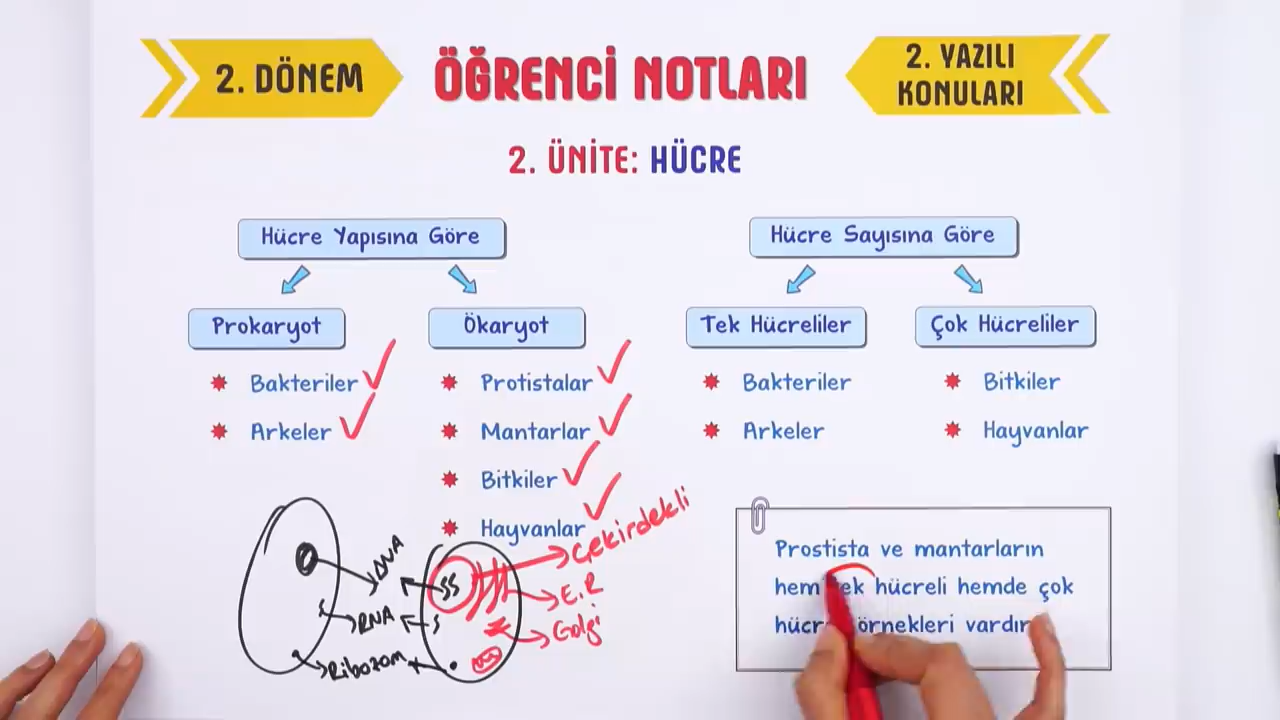 2. DÖNEM
ÖĞRENCİ NOTLARI
2. YAZILI
KONULARI
2. ÜNİTE: HÜCRE
Hücre Yapısına Göre
Prokaryot
Bakteriler
Arkeler
Ökaryot
Protistalar
Mantarlar
Bitkiler
Hayvanlar
DNA
RNA
Ribozom
Çekirdekli
E.R
Golgi
Hücre Sayısına Göre
Tek Hücreliler
Bakteriler
Arkeler
Çok Hücreliler
Bitkiler
Hayvanlar
Prostista ve mantarların
hem tek hücreli hemde çok
örnekleri